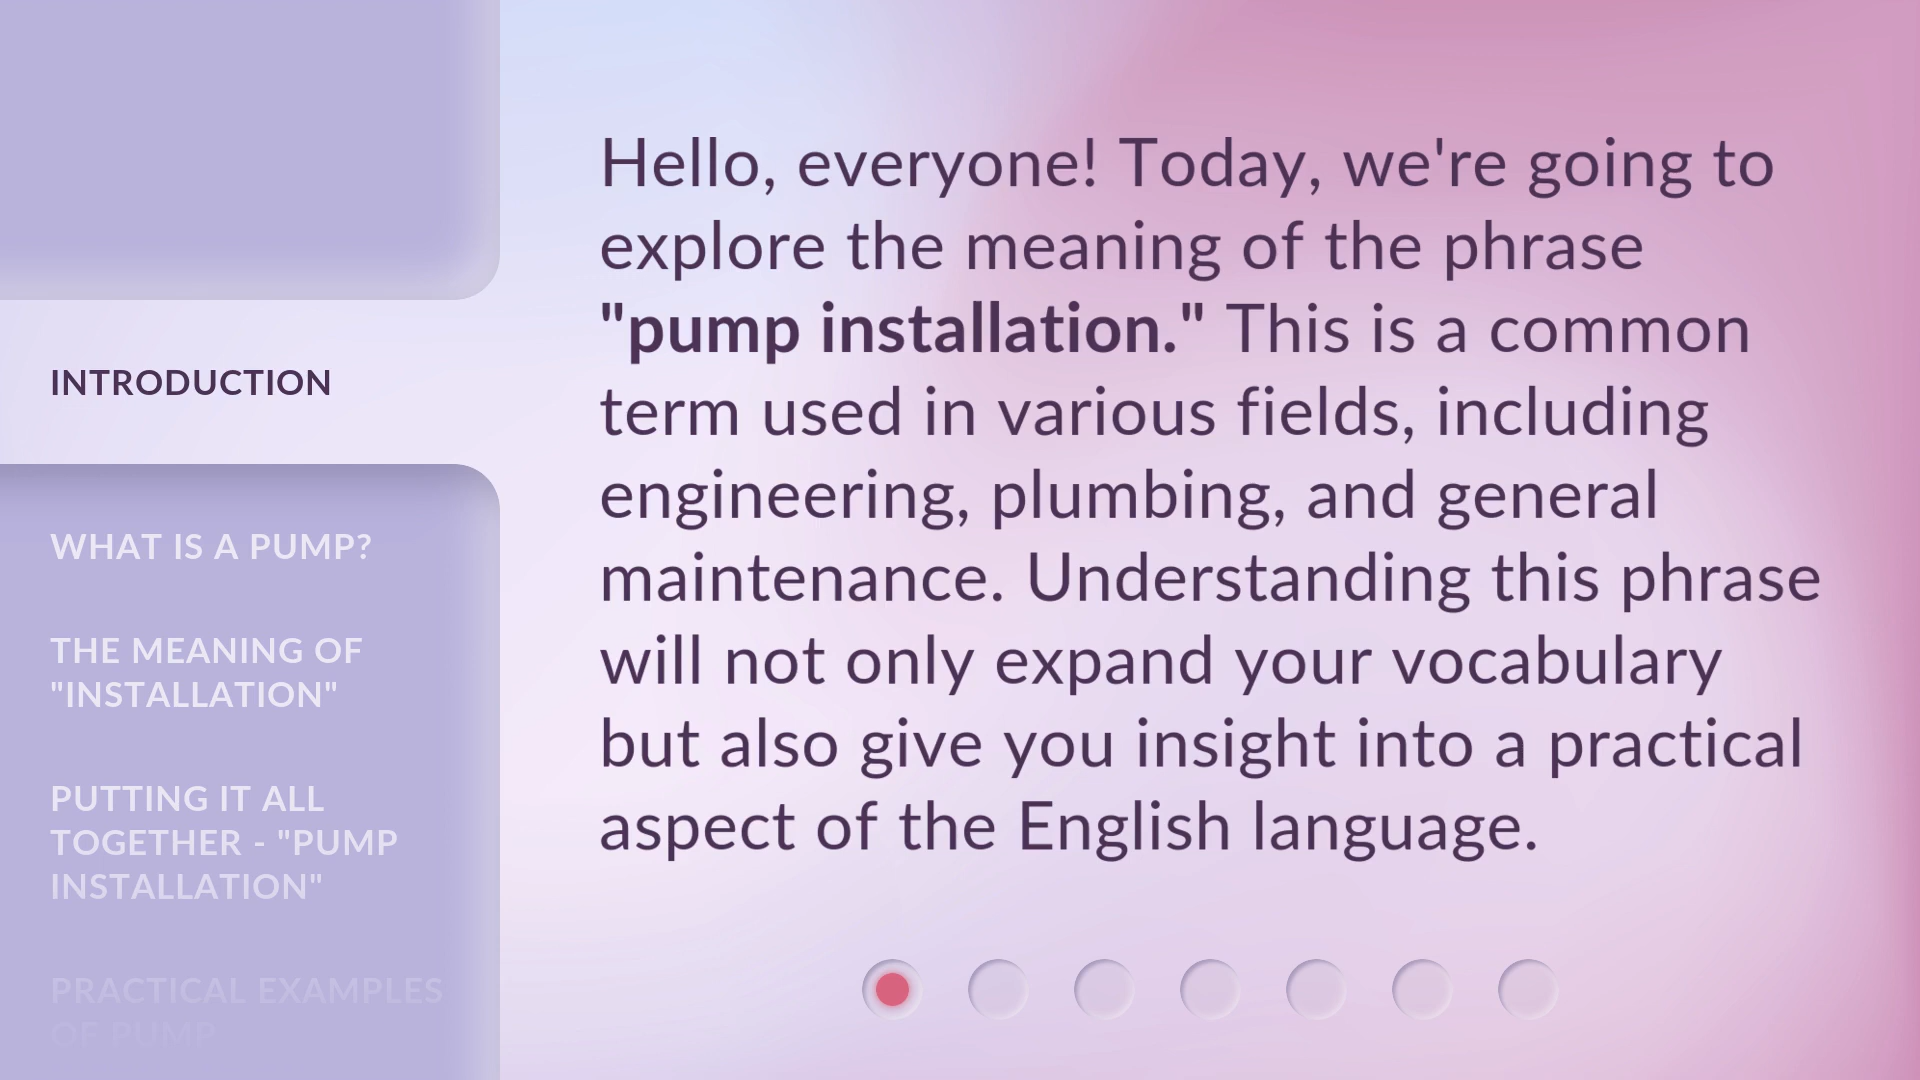 INTRODUCTION
WHAT IS A PUMP?
THE MEANING OF
"INSTALLATION"
PUTTING IT ALL
TOGETHER - "PUMP
INSTALLATION"
PRACTICAL EXAMPLES
OF PUMP
Hello, everyone! Today, we're going to
explore the meaning of the phrase
"pump installation." This is a common
term used in various fields, including
engineering, plumbing, and general
maintenance. Understanding this phrase
will not only expand your vocabulary
but also give you insight into a practical
aspect of the English language.